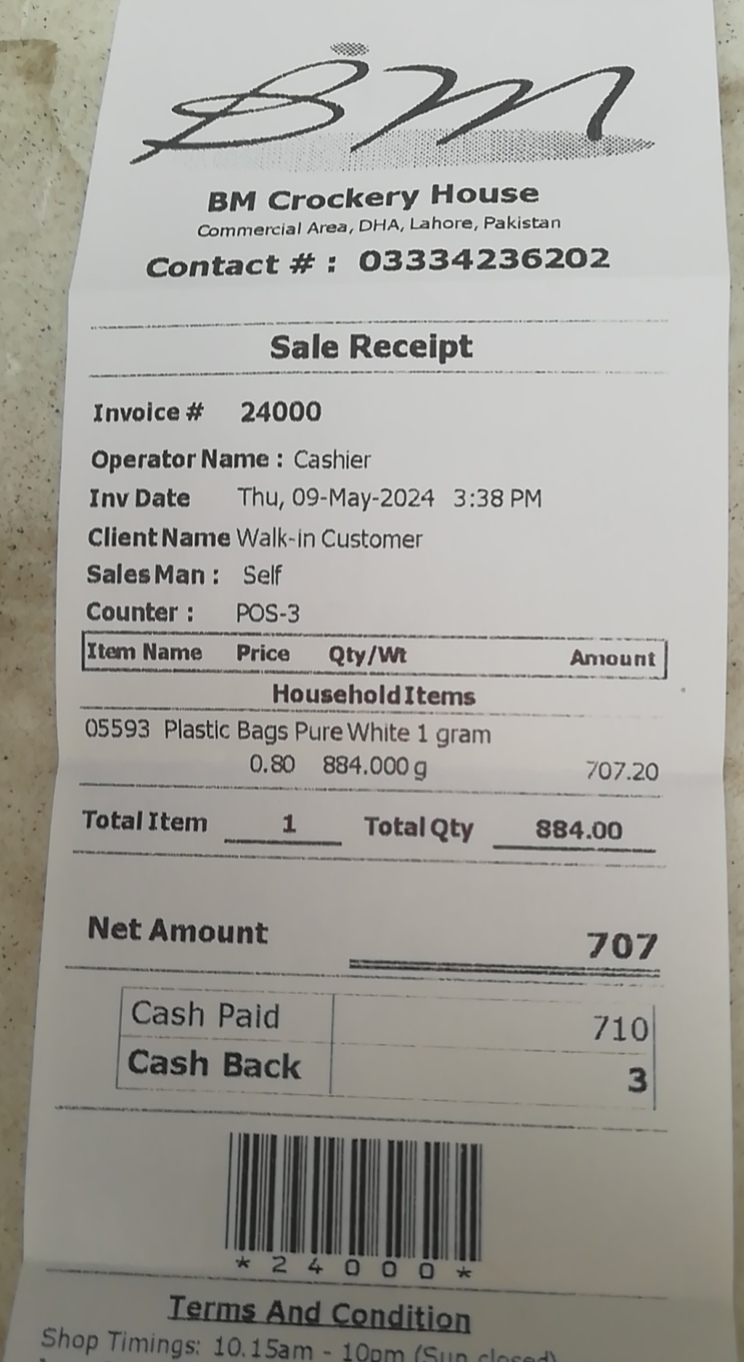 BM
BM Crockery House
Commercial Area, DHA, Lahore, Pakistan
Contact # : 03334236202
Sale Receipt
Invoice # 24000
Operator Name : Cashier
Inv Date Thu, 09-May-2024 3:38 PM
Client Name Walk-in Customer
Sales Man : Self
Counter : POS-3
Item Name Price Qty/Wt Amount
Household Items
05593 Plastic Bags Pure White 1 gram
0.80 884.000 g 707.20
Total Item 1 Total Qty 884.00
Net Amount 707
Cash Paid 710
Cash Back 3
*24000*
Terms And Condition
Shop Timings: 10.15am - 10pm (Sun closed)